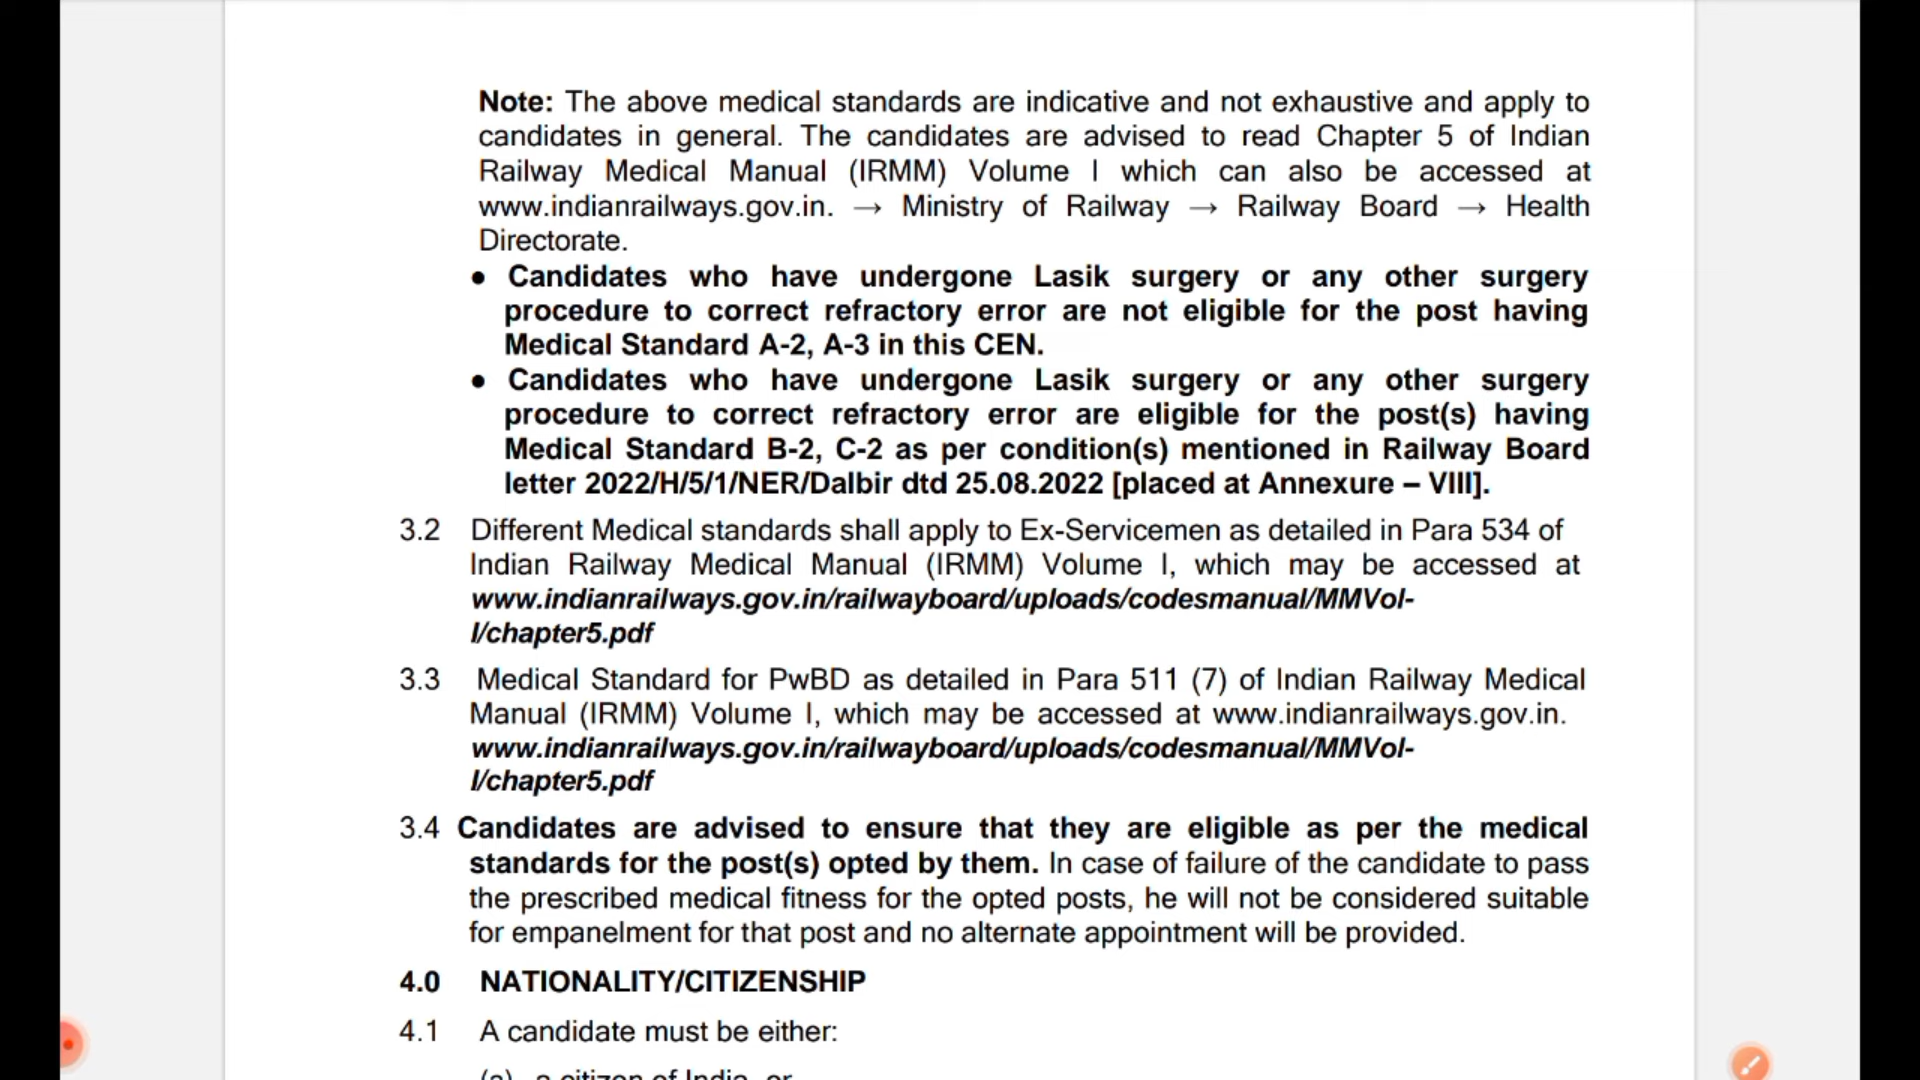 Note: The above medical standards are indicative and not exhaustive and apply to
candidates in general. The candidates are advised to read Chapter 5 of Indian
Railway Medical Manual (IRMM) Volume I which can also be accessed at
www.indianrailways.gov.in. → Ministry of Railway → Railway Board → Health
Directorate.
● Candidates who have undergone Lasik surgery or any other surgery
procedure to correct refractory error are not eligible for the post having
Medical Standard A-2, A-3 in this CEN.
● Candidates who have undergone Lasik surgery or any other surgery
procedure to correct refractory error are eligible for the post(s) having
Medical Standard B-2, C-2 as per condition(s) mentioned in Railway Board
letter 2022/H/5/1/NER/Dalbir dtd 25.08.2022 [placed at Annexure – VIII].
3.2 Different Medical standards shall apply to Ex-Servicemen as detailed in Para 534 of
Indian Railway Medical Manual (IRMM) Volume I, which may be accessed at
www.indianrailways.gov.in/railwayboard/uploads/codesmanual/MMVol-
I/chapter5.pdf
3.3 Medical Standard for PwBD as detailed in Para 511 (7) of Indian Railway Medical
Manual (IRMM) Volume I, which may be accessed at www.indianrailways.gov.in.
www.indianrailways.gov.in/railwayboard/uploads/codesmanual/MMVol-
I/chapter5.pdf
3.4 Candidates are advised to ensure that they are eligible as per the medical
standards for the post(s) opted by them. In case of failure of the candidate to pass
the prescribed medical fitness for the opted posts, he will not be considered suitable
for empanelment for that post and no alternate appointment will be provided.
4.0 NATIONALITY/CITIZENSHIP
4.1 A candidate must be either:
(a) a citizen of India, or